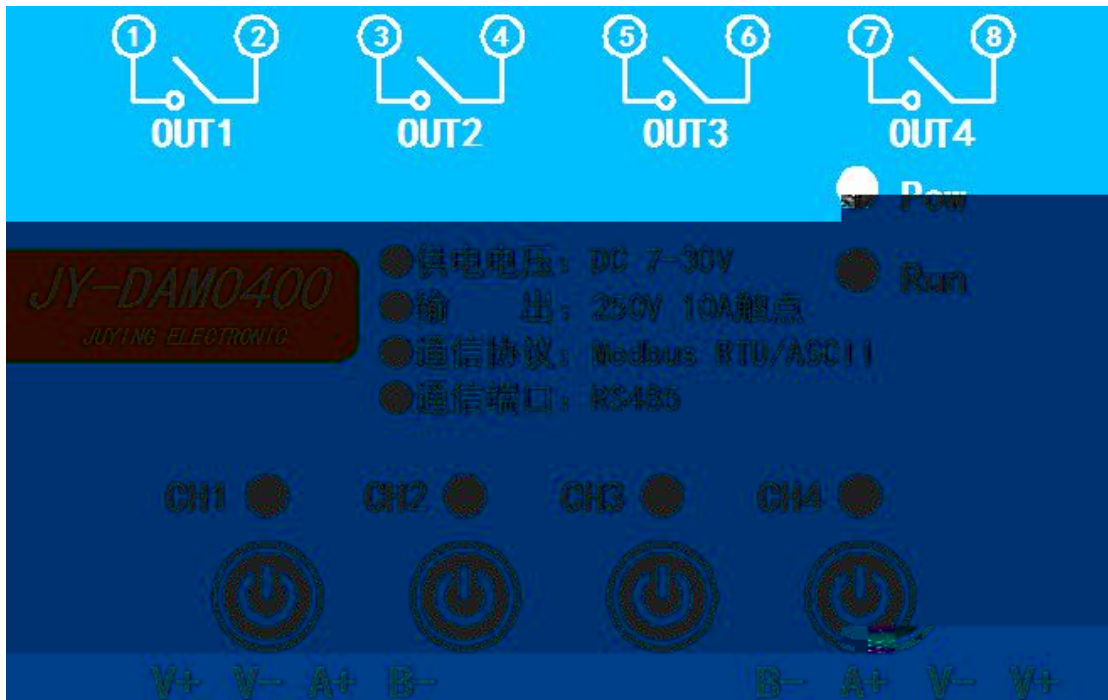 1 2 3 4 5 6 7 8
OUT1 OUT2 OUT3 OUT4
Pow
Run
JY-DAM0400
JUYING ELECTRONIC
供电电压: DC 7-30V
输 出: 250V 10A触点
通信协议: Modbus RTU/ASCII
通信端口: RS485
CH1 CH2 CH3 CH4
V+ V- A+ B- B- A+ V- V+